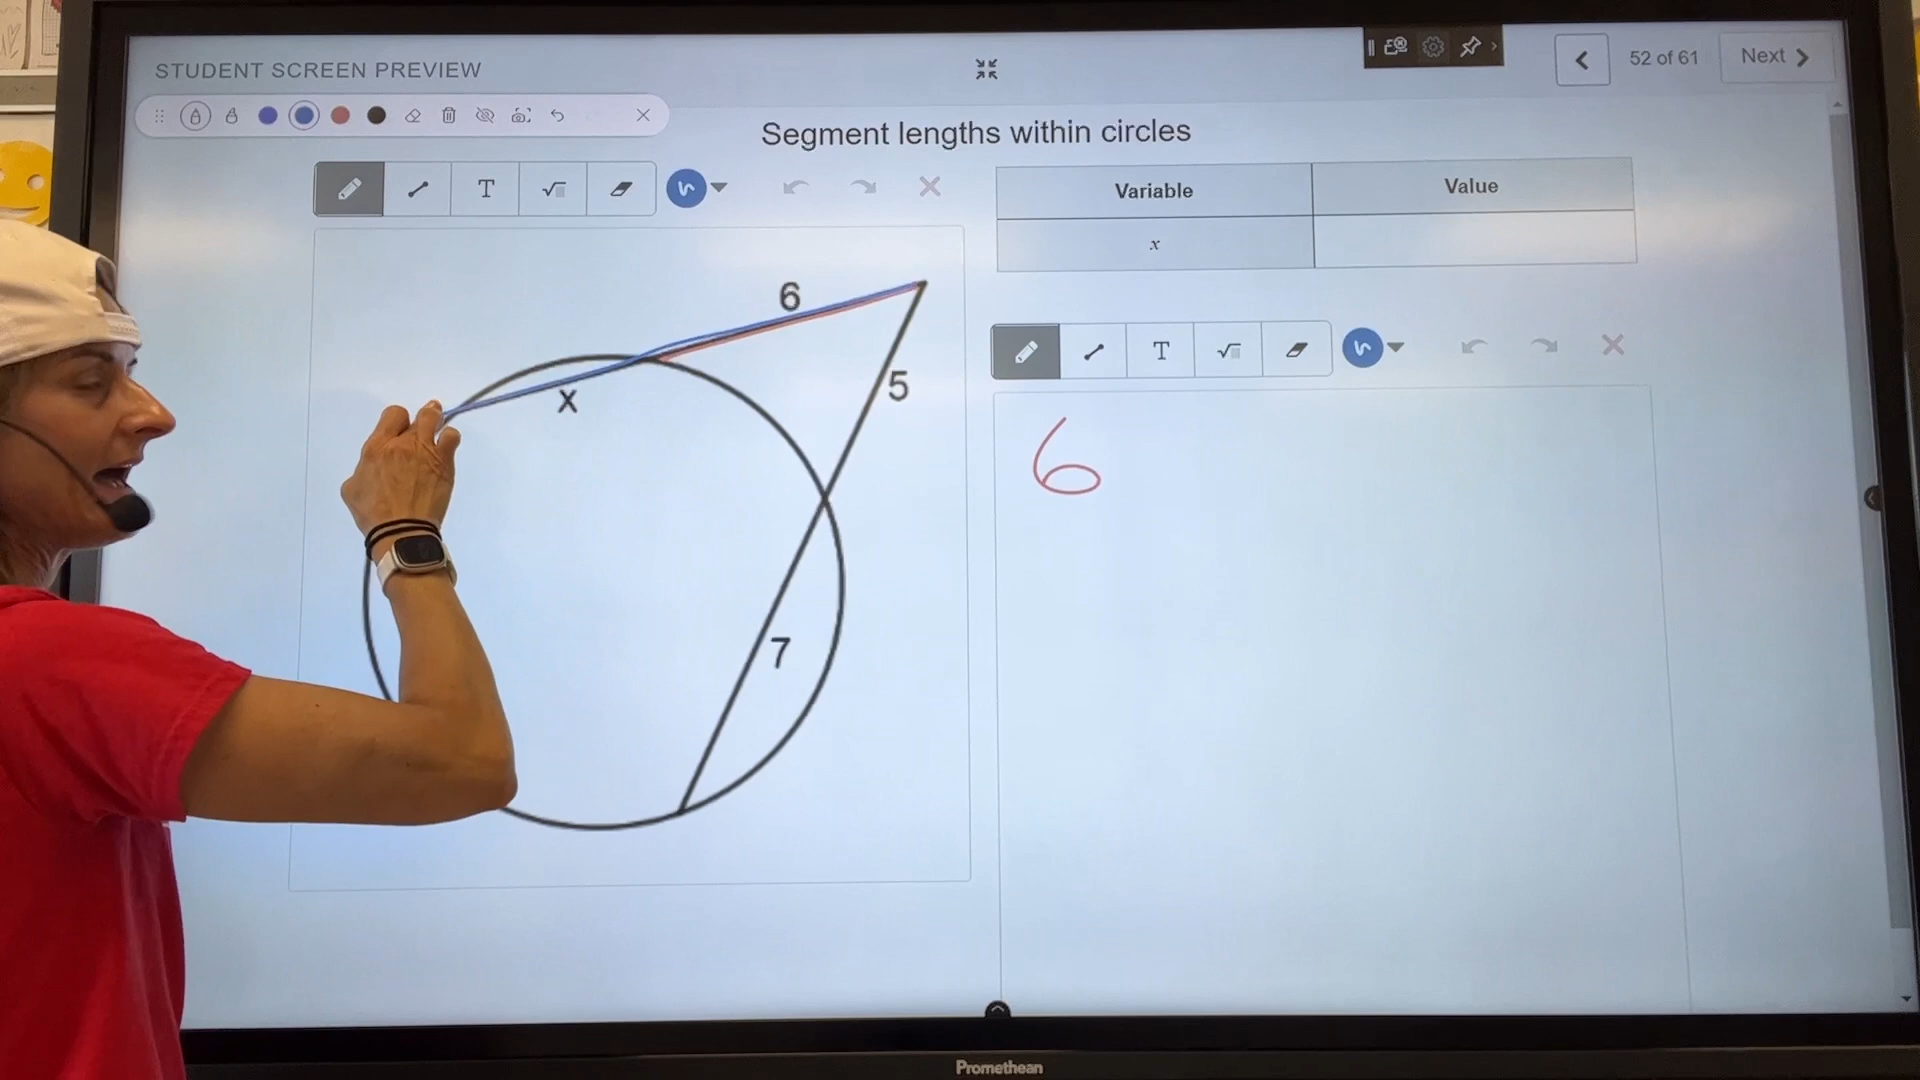 STUDENT SCREEN PREVIEW
52 of 61
Next
Segment lengths within circles
T
Variable
Value
x
6
5
x
7
T
6
Promethean